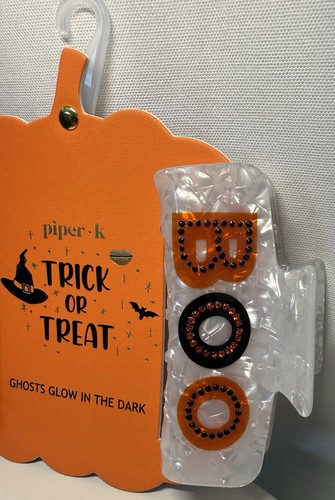 piper + k
TRICK
OR
TREAT
GHOSTS GLOW IN THE DARK
BOO